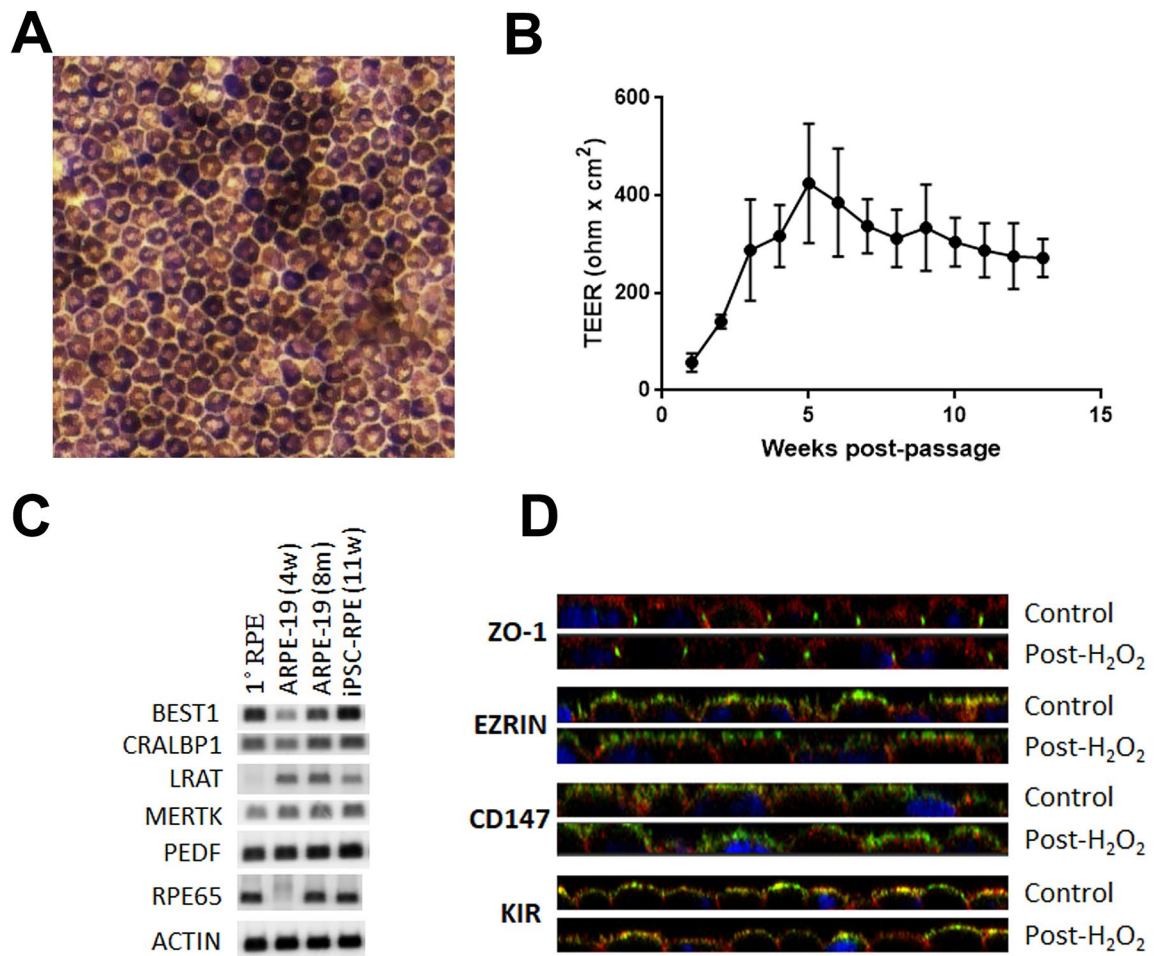 A
B
600
400
200
0
TEER (ohm x cm²)
0
5
10
15
Weeks post-passage
C
1° RPE
ARPE-19 (4w)
ARPE-19 (8m)
iPSC-RPE (11w)
BEST1
CRALBP1
LRAT
MERTK
PEDF
RPE65
ACTIN
D
ZO-1
Control
Post-H₂O₂
EZRIN
Control
Post-H₂O₂
CD147
Control
Post-H₂O₂
KIR
Control
Post-H₂O₂